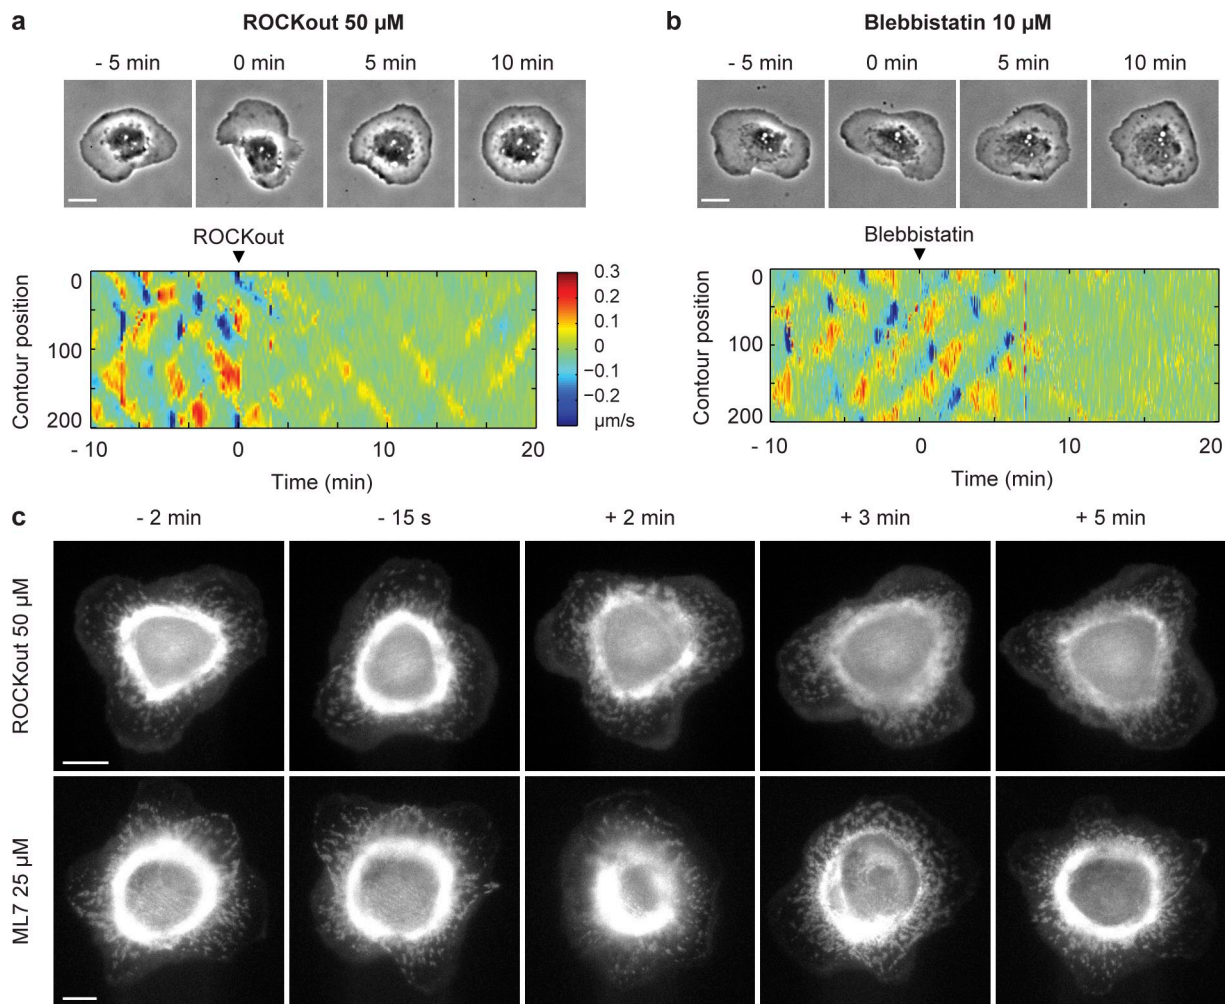 a
ROCKout 50 µM
- 5 min 0 min 5 min 10 min
ROCKout
Contour position
0
100
200
- 10 0 10 20
Time (min)
0.3
0.2
0.1
0
−0.1
−0.2
µm/s
b
Blebbistatin 10 µM
- 5 min 0 min 5 min 10 min
Blebbistatin
Contour position
0
100
200
- 10 0 10 20
Time (min)
c
- 2 min - 15 s + 2 min + 3 min + 5 min
ROCKout 50 µM
ML7 25 µM